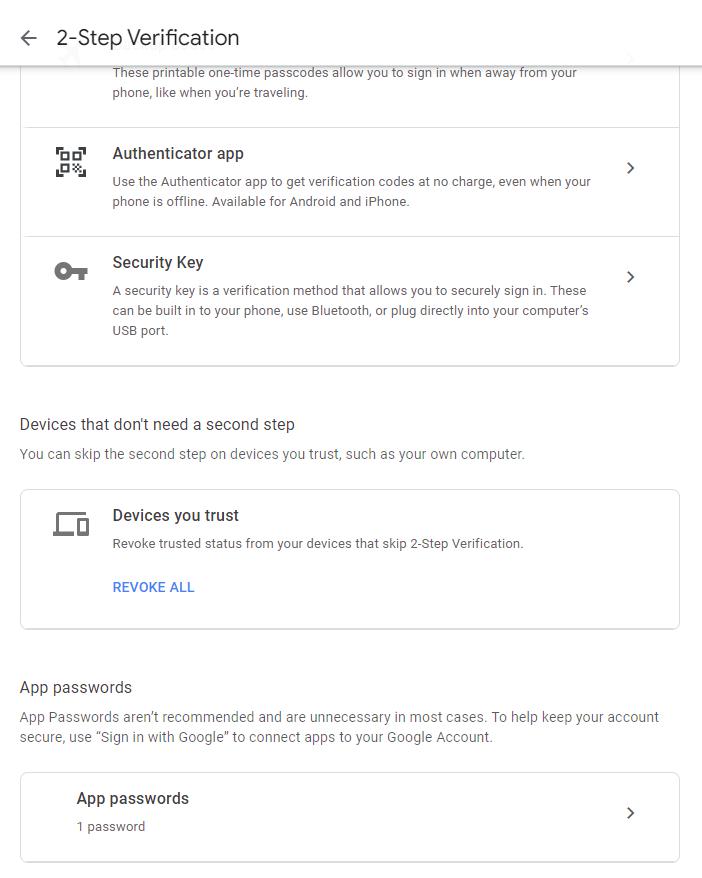 2-Step Verification
These printable one-time passcodes allow you to sign in when away from your
phone, like when you’re traveling.
Authenticator app
Use the Authenticator app to get verification codes at no charge, even when your
phone is offline. Available for Android and iPhone.
Security Key
A security key is a verification method that allows you to securely sign in. These
can be built in to your phone, use Bluetooth, or plug directly into your computer’s
USB port.
Devices that don't need a second step
You can skip the second step on devices you trust, such as your own computer.
Devices you trust
Revoke trusted status from your devices that skip 2-Step Verification.
REVOKE ALL
App passwords
App Passwords aren’t recommended and are unnecessary in most cases. To help keep your account
secure, use “Sign in with Google” to connect apps to your Google Account.
App passwords
1 password